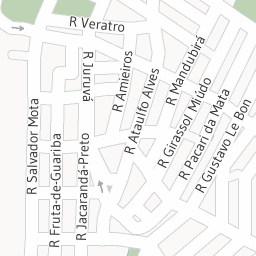 R Veratro
R Juruvá
R Amieiros
R Ataulfo Alves
R Mandubirá
R Girassol Miúdo
R Pacari da Mata
R Gustavo Le Bon
R Salvador Mota
R Fruta-de-Guariba
R Jacarandá-Preto